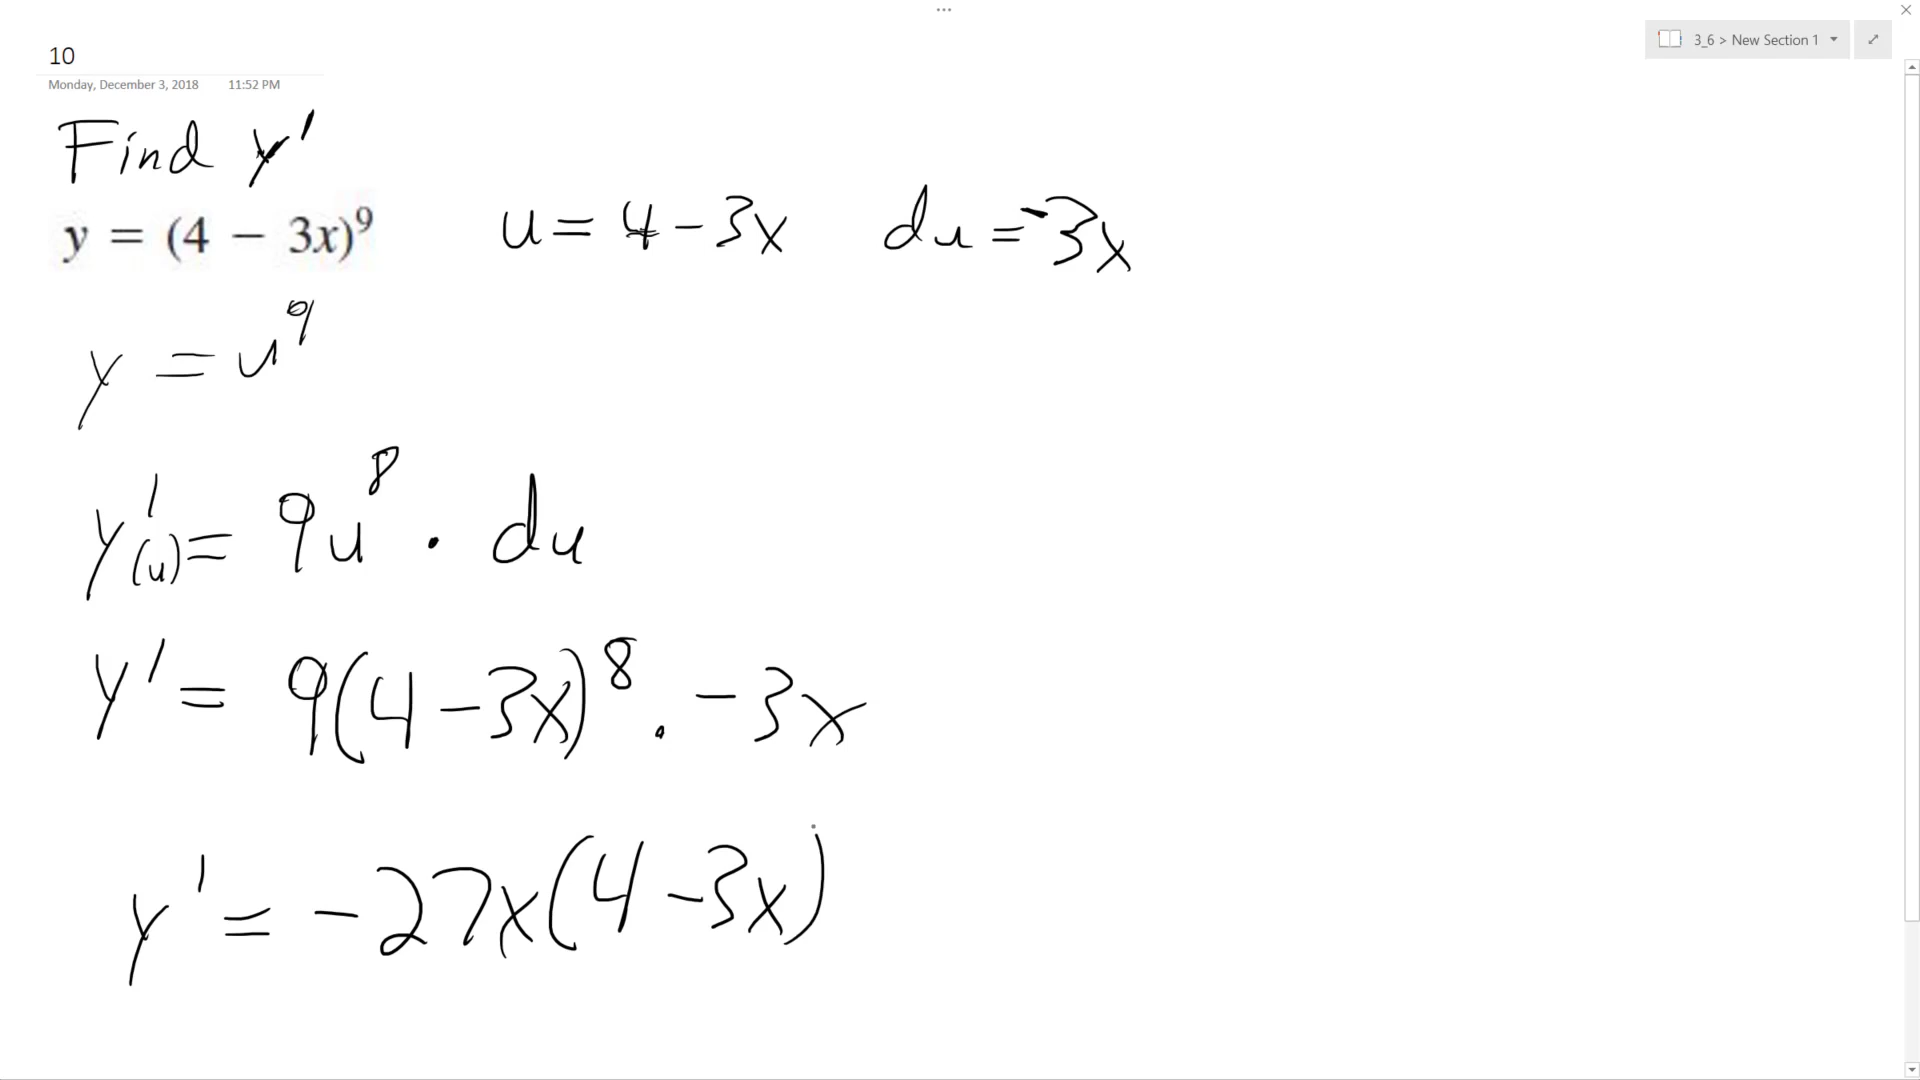 ...
3_6 > New Section 1
10
Monday, December 3, 2018 11:52 PM
Find y'
y = (4 − 3x)⁹ u = 4 − 3x du = -3x
y = u⁹
y'(u) = 9u⁸ · du
y' = 9(4 − 3x)⁸ · −3x
y' = −27x(4 − 3x)